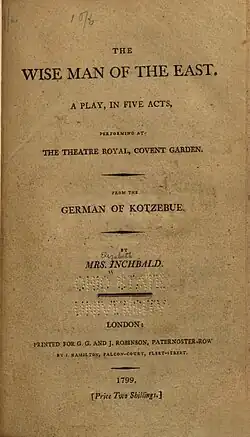 THE
WISE MAN OF THE EAST.
A PLAY, IN FIVE ACTS,
PERFORMING AT
THE THEATRE ROYAL, COVENT GARDEN.
FROM THE
GERMAN OF KOTZEBUE.
BY
Elizabeth
MRS. INCHBALD.
LONDON:
PRINTED FOR G. G. AND J. ROBINSON, PATERNOSTER-ROW
BY S. HAMILTON, FALCON-COURT, FLEET-STREET.
1799.
[Price Two Shillings.]